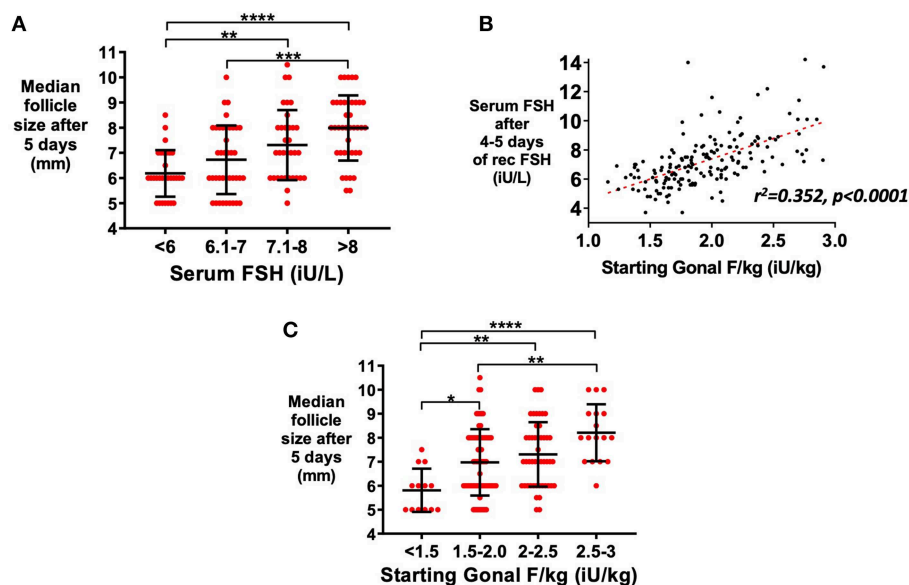 A
****
**
***
Median
follicle
size after
5 days
(mm)
11
10
9
8
7
6
5
4
<6 6.1-7 7.1-8 >8
Serum FSH (iU/L)
B
Serum FSH
after
4-5 days
of rec FSH
(iU/L)
14
12
10
8
6
4
r²=0.352, p<0.0001
1.0 1.5 2.0 2.5 3.0
Starting Gonal F/kg (iU/kg)
C
****
**
**
*
Median
follicle
size after
5 days
(mm)
11
10
9
8
7
6
5
4
<1.5 1.5-2.0 2-2.5 2.5-3
Starting Gonal F/kg (iU/kg)